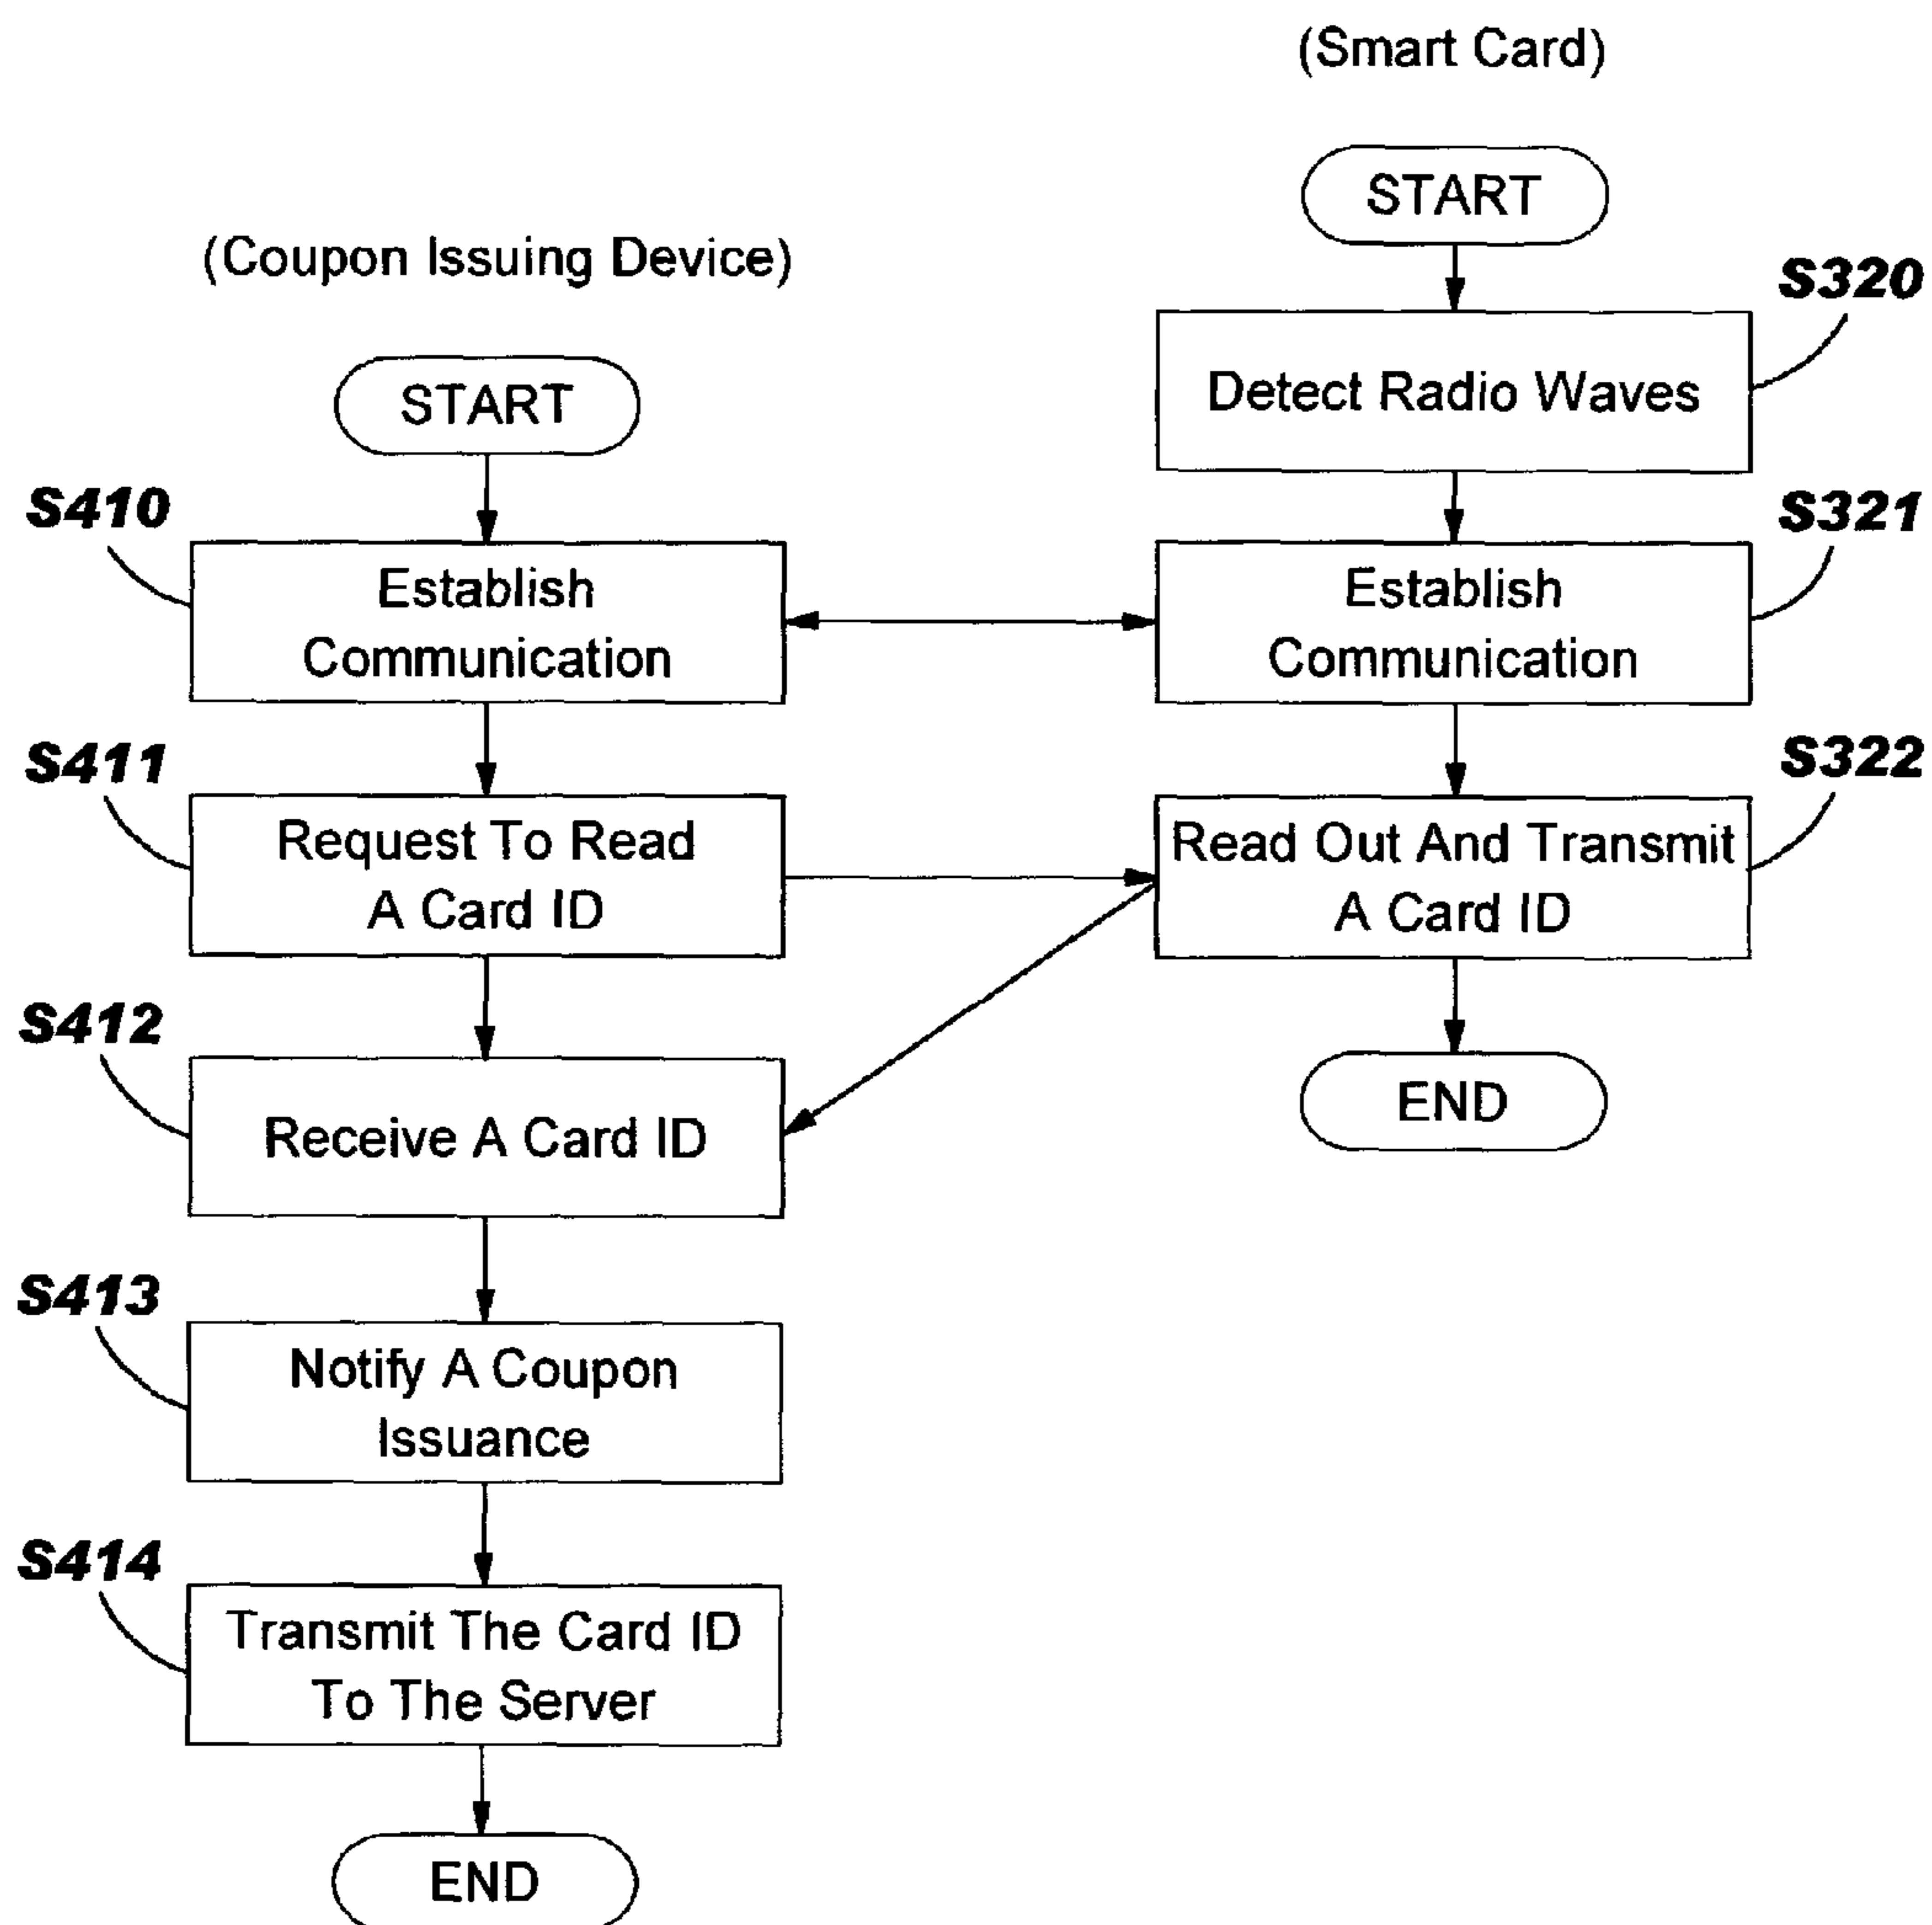 (Smart Card)
START
(Coupon Issuing Device)
S320
Detect Radio Waves
START
S410
S321
Establish
Communication
Establish
Communication
S411
S322
Request To Read
A Card ID
Read Out And Transmit
A Card ID
S412
Receive A Card ID
END
S413
Notify A Coupon
Issuance
S414
Transmit The Card ID
To The Server
END